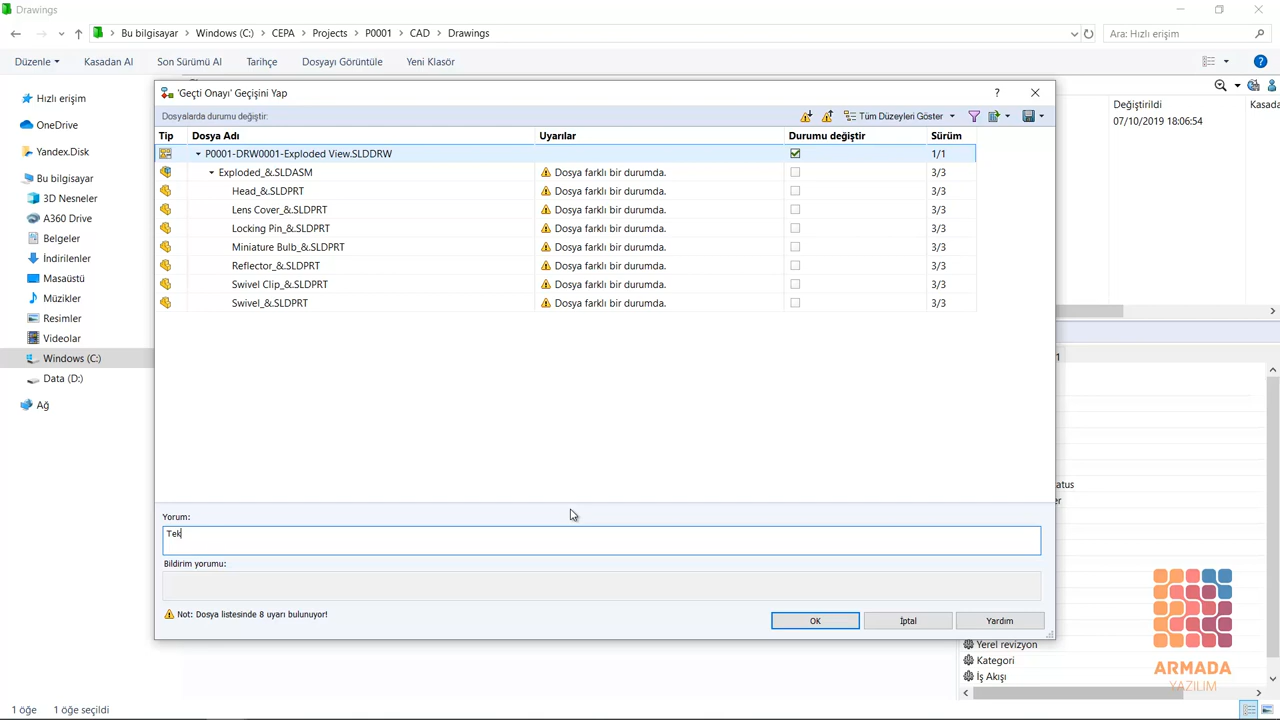 Drawings
Bu bilgisayar Windows (C:) CEPA Projects P0001 CAD Drawings
Ara: Hızlı erişim
Düzenle Kasadan Al Son Sürümü Al Tarihçe Dosyayı Görüntüle Yeni Klasör
'Geçti Onayı' Geçişini Yap
Dosyalarda durumu değiştir:
Tüm Düzeyleri Göster
Tip Dosya Adı Uyarılar Durumu değiştir Sürüm
P0001-DRW0001-Exploded View.SLDDRW 1/1
Exploded_&.SLDASM Dosya farklı bir durumda. 3/3
Head_&.SLDPRT Dosya farklı bir durumda. 3/3
Lens Cover_&.SLDPRT Dosya farklı bir durumda. 3/3
Locking Pin_&.SLDPRT Dosya farklı bir durumda. 3/3
Miniature Bulb_&.SLDPRT Dosya farklı bir durumda. 3/3
Reflector_&.SLDPRT Dosya farklı bir durumda. 3/3
Swivel Clip_&.SLDPRT Dosya farklı bir durumda. 3/3
Swivel_&.SLDPRT Dosya farklı bir durumda. 3/3
Yorum:
Tek
Bildirim yorumu:
Not: Dosya listesinde 8 uyarı bulunuyor!
OK İptal Yardım
Hızlı erişim
OneDrive
Yandex.Disk
Bu bilgisayar
3D Nesneler
A360 Drive
Belgeler
İndirilenler
Masaüstü
Müzikler
Resimler
Videolar
Windows (C:)
Data (D:)
Ağ
Değiştirildi Kasada
07/10/2019 18:06:54
1
atus
er
Yerel revizyon
Kategori
İş Akışı
ARMADA
YAZILIM
1 öğe 1 öğe seçildi